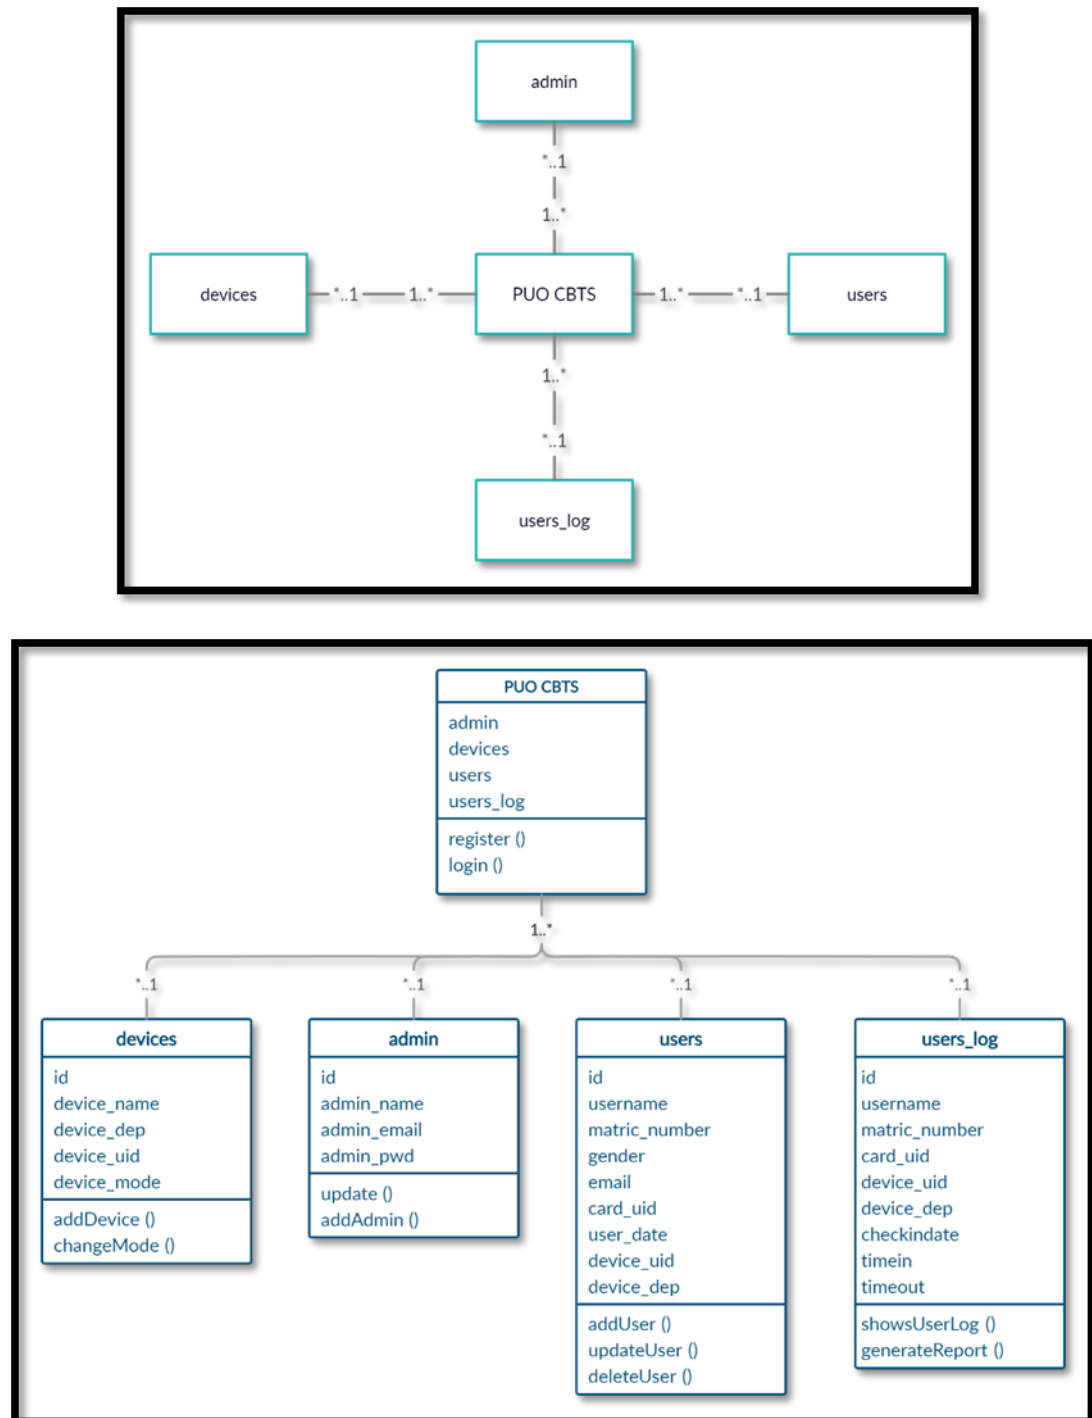 admin
*..1
1..*
devices
*..1
1..*
PUO CBTS
1..*
*..1
users
1..*
*..1
users_log
PUO CBTS
admin
devices
users
users_log
register ()
login ()
1..*
*..1
*..1
*..1
*..1
devices
id
device_name
device_dep
device_uid
device_mode
addDevice ()
changeMode ()
admin
id
admin_name
admin_email
admin_pwd
update ()
addAdmin ()
users
id
username
matric_number
gender
email
card_uid
user_date
device_uid
device_dep
addUser ()
updateUser ()
deleteUser ()
users_log
id
username
matric_number
card_uid
device_uid
device_dep
checkindate
timein
timeout
showsUserLog ()
generateReport ()